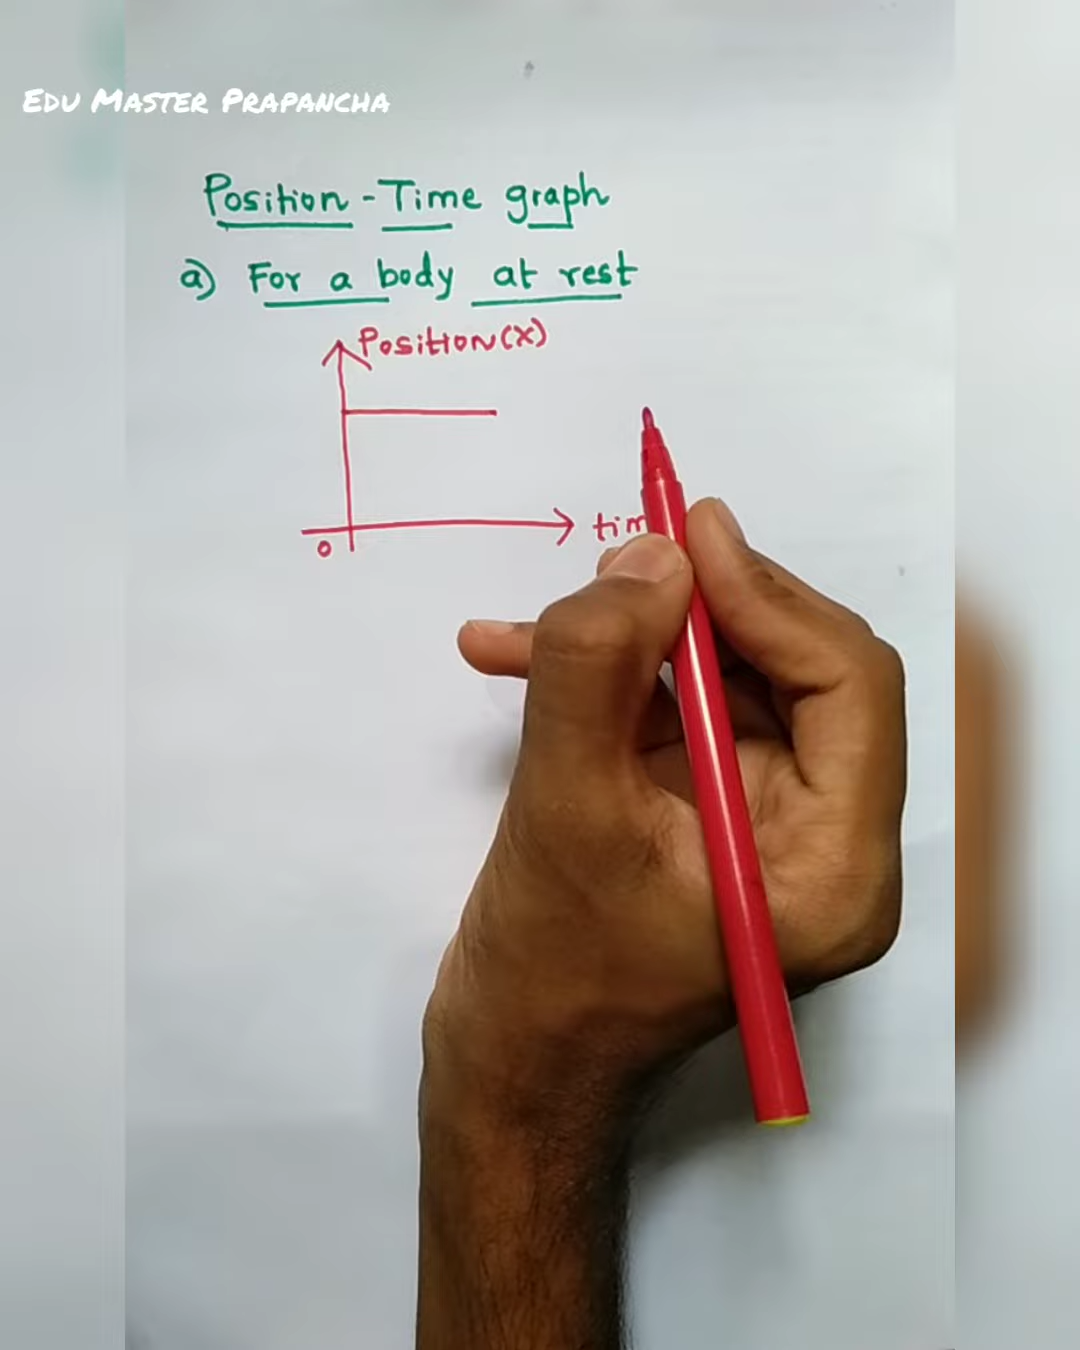 EDU MASTER PRAPANCHA
Position - Time graph
a) For a body at rest
Position(X)
0